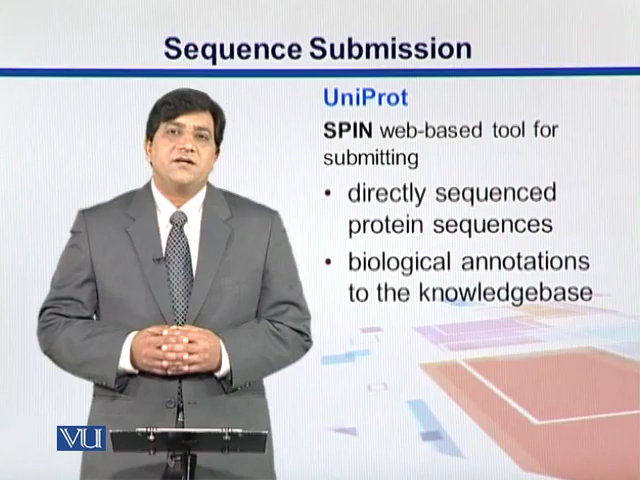 Sequence Submission
UniProt
SPIN web-based tool for
submitting
• directly sequenced
protein sequences
• biological annotations
to the knowledgebase
VU